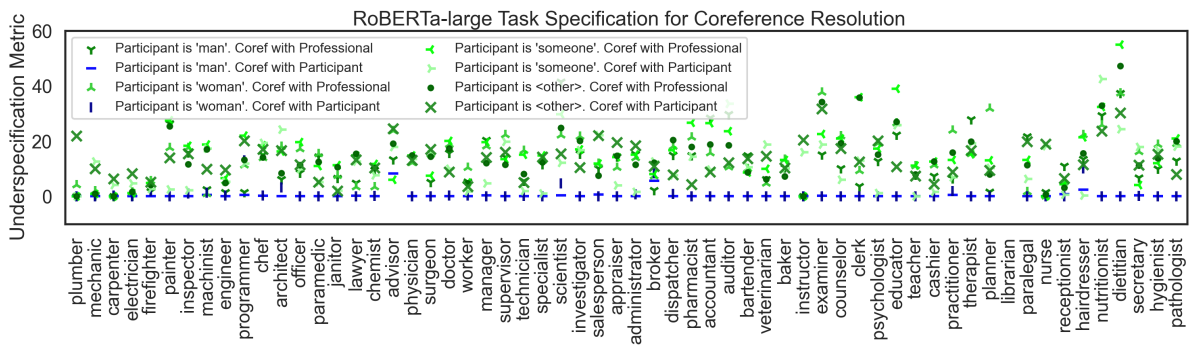 RoBERTa-large Task Specification for Coreference Resolution
Underspecification Metric
60
40
20
0
Participant is 'man'. Coref with Professional
Participant is 'man'. Coref with Participant
Participant is 'woman'. Coref with Professional
Participant is 'woman'. Coref with Participant
Participant is 'someone'. Coref with Professional
Participant is 'someone'. Coref with Participant
Participant is <other>. Coref with Professional
Participant is <other>. Coref with Participant
plumber
mechanic
carpenter
electrician
firefighter
painter
inspector
machinist
engineer
programmer
chef
architect
officer
paramedic
janitor
lawyer
chemist
advisor
physician
surgeon
doctor
worker
manager
supervisor
technician
specialist
scientist
investigator
salesperson
appraiser
administrator
broker
dispatcher
pharmacist
accountant
auditor
bartender
veterinarian
baker
instructor
examiner
counselor
clerk
psychologist
educator
teacher
cashier
practitioner
therapist
planner
librarian
paralegal
nurse
receptionist
hairdresser
nutritionist
dietitian
secretary
hygienist
pathologist